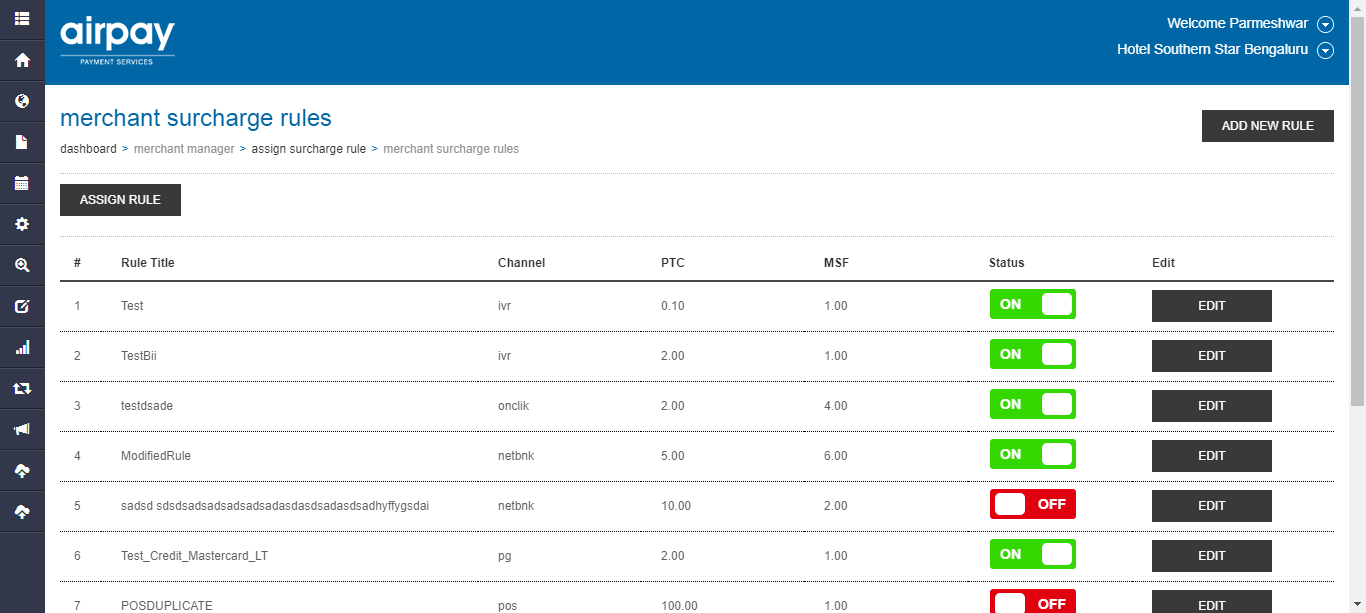 airpay
PAYMENT SERVICES
Welcome Parmeshwar
Hotel Southern Star Bengaluru
merchant surcharge rules
ADD NEW RULE
dashboard > merchant manager > assign surcharge rule > merchant surcharge rules
ASSIGN RULE
# Rule Title Channel PTC MSF Status Edit
1 Test ivr 0.10 1.00 ON EDIT
2 TestBii ivr 2.00 1.00 ON EDIT
3 testdsade onclik 2.00 4.00 ON EDIT
4 ModifiedRule netbnk 5.00 6.00 ON EDIT
5 sadsd sdsdsadsadsadsadsadasdasdsadasdsadhyffygsdai netbnk 10.00 2.00 OFF EDIT
6 Test_Credit_Mastercard_LT pg 2.00 1.00 ON EDIT
7 POSDUPLICATE pos 100.00 1.00 OFF EDIT